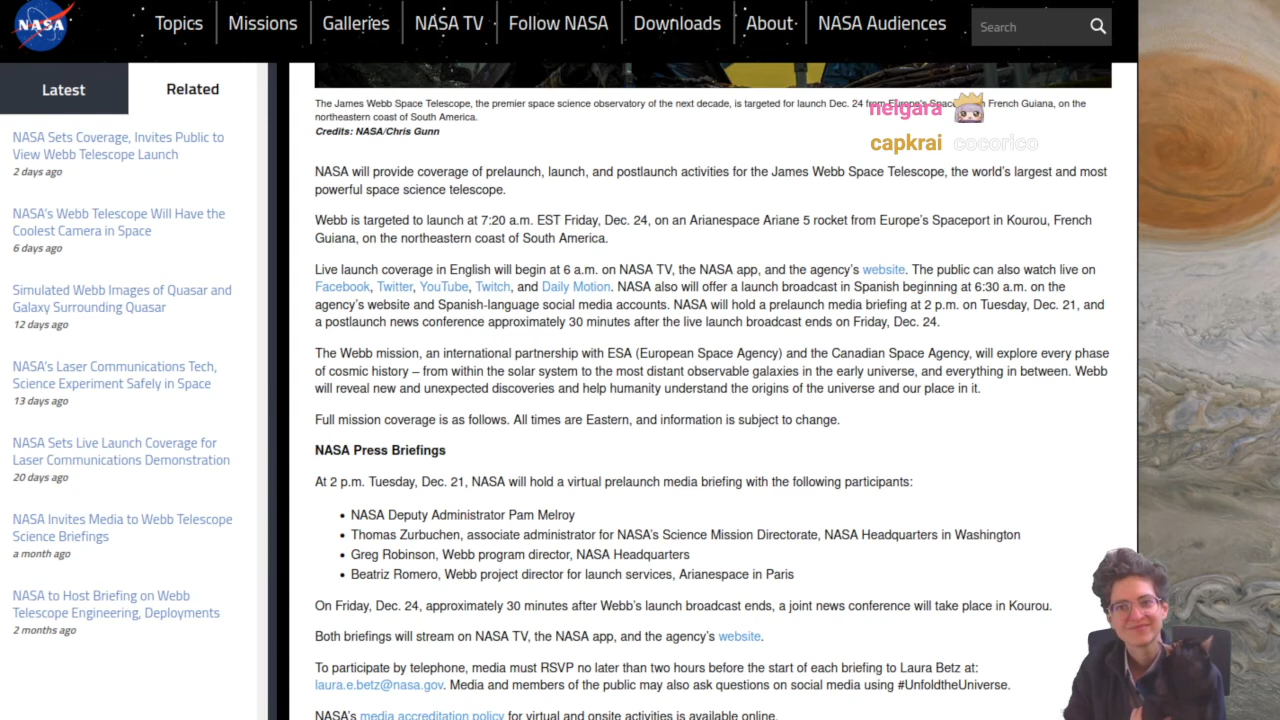 NASA
Topics
Missions
Galleries
NASA TV
Follow NASA
Downloads
About
NASA Audiences
Search
Latest
Related
NASA Sets Coverage, Invites Public to
View Webb Telescope Launch
2 days ago
NASA's Webb Telescope Will Have the
Coolest Camera in Space
6 days ago
Simulated Webb Images of Quasar and
Galaxy Surrounding Quasar
12 days ago
NASA's Laser Communications Tech,
Science Experiment Safely in Space
13 days ago
NASA Sets Live Launch Coverage for
Laser Communications Demonstration
20 days ago
NASA Invites Media to Webb Telescope
Science Briefings
a month ago
NASA to Host Briefing on Webb
Telescope Engineering, Deployments
2 months ago
The James Webb Space Telescope, the premier space science observatory of the next decade, is targeted for launch Dec. 24 from Europe's French Guiana, on the
northeastern coast of South America.
Credits: NASA/Chris Gunn
neigara
capkrai cocorico
NASA will provide coverage of prelaunch, launch, and postlaunch activities for the James Webb Space Telescope, the world's largest and most
powerful space science telescope.
Webb is targeted to launch at 7:20 a.m. EST Friday, Dec. 24, on an Arianespace Ariane 5 rocket from Europe's Spaceport in Kourou, French
Guiana, on the northeastern coast of South America.
Live launch coverage in English will begin at 6 a.m. on NASA TV, the NASA app, and the agency's website. The public can also watch live on
Facebook, Twitter, YouTube, Twitch, and Daily Motion. NASA also will offer a launch broadcast in Spanish beginning at 6:30 a.m. on the
agency's website and Spanish-language social media accounts. NASA will hold a prelaunch media briefing at 2 p.m. on Tuesday, Dec. 21, and
a postlaunch news conference approximately 30 minutes after the live launch broadcast ends on Friday, Dec. 24.
The Webb mission, an international partnership with ESA (European Space Agency) and the Canadian Space Agency, will explore every phase
of cosmic history – from within the solar system to the most distant observable galaxies in the early universe, and everything in between. Webb
will reveal new and unexpected discoveries and help humanity understand the origins of the universe and our place in it.
Full mission coverage is as follows. All times are Eastern, and information is subject to change.
NASA Press Briefings
At 2 p.m. Tuesday, Dec. 21, NASA will hold a virtual prelaunch media briefing with the following participants:
• NASA Deputy Administrator Pam Melroy
• Thomas Zurbuchen, associate administrator for NASA's Science Mission Directorate, NASA Headquarters in Washington
• Greg Robinson, Webb program director, NASA Headquarters
• Beatriz Romero, Webb project director for launch services, Arianespace in Paris
On Friday, Dec. 24, approximately 30 minutes after Webb's launch broadcast ends, a joint news conference will take place in Kourou.
Both briefings will stream on NASA TV, the NASA app, and the agency's website.
To participate by telephone, media must RSVP no later than two hours before the start of each briefing to Laura Betz at:
laura.e.betz@nasa.gov. Media and members of the public may also ask questions on social media using #UnfoldtheUniverse.
NASA's media accreditation policy for virtual and onsite activities is available online.